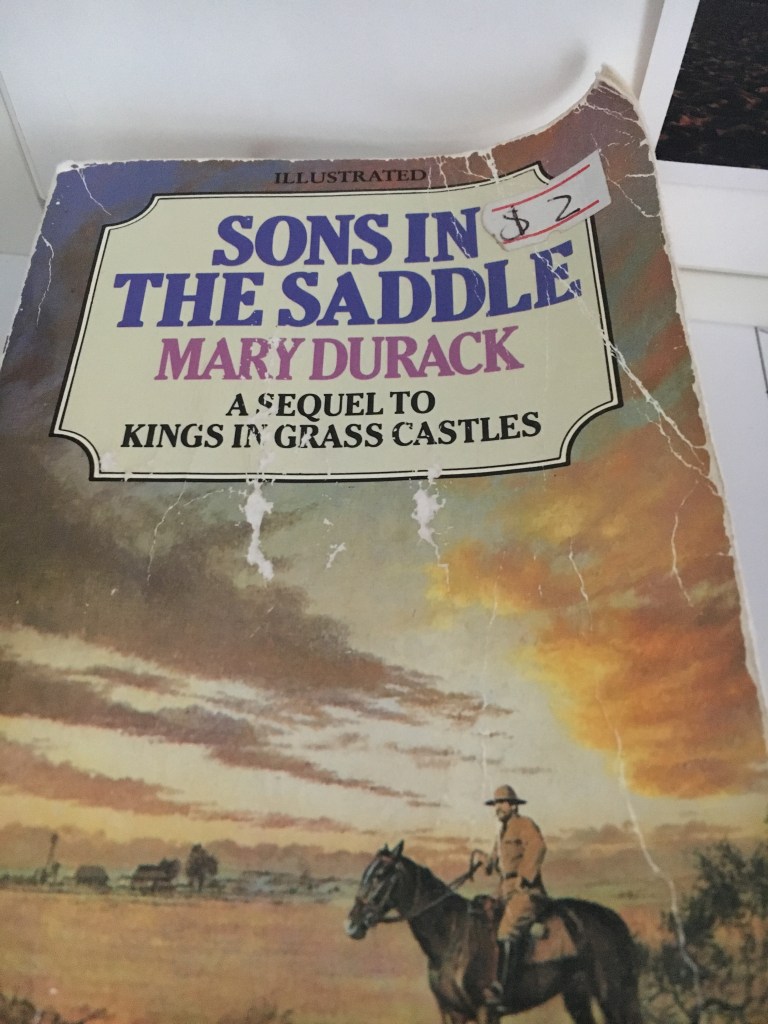 ILLUSTRATED
$2
SONS IN
THE SADDLE
MARY DURACK
A SEQUEL TO
KINGS IN GRASS CASTLES